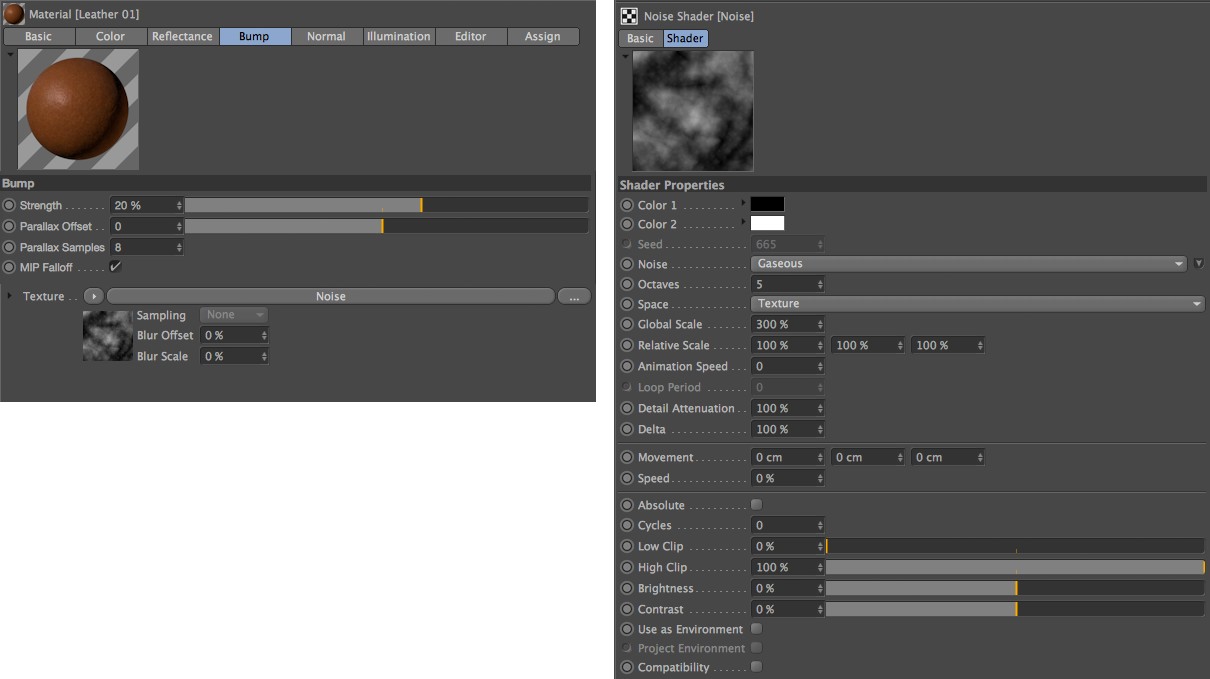 Material [Leather 01]
Basic Color Reflectance Bump Normal Illumination Editor Assign
Bump
Strength 20 %
Parallax Offset 0
Parallax Samples 8
MIP Falloff
Texture Noise ...
Sampling None
Blur Offset 0 %
Blur Scale 0 %
Noise Shader [Noise]
Basic Shader
Shader Properties
Color 1
Color 2
Seed 665
Noise Gaseous
Octaves 5
Space Texture
Global Scale 300 %
Relative Scale 100 % 100 % 100 %
Animation Speed 0
Loop Period 0
Detail Attenuation 100 %
Delta 100 %
Movement 0 cm 0 cm 0 cm
Speed 0 %
Absolute
Cycles 0
Low Clip 0 %
High Clip 100 %
Brightness 0 %
Contrast 0 %
Use as Environment
Project Environment
Compatibility